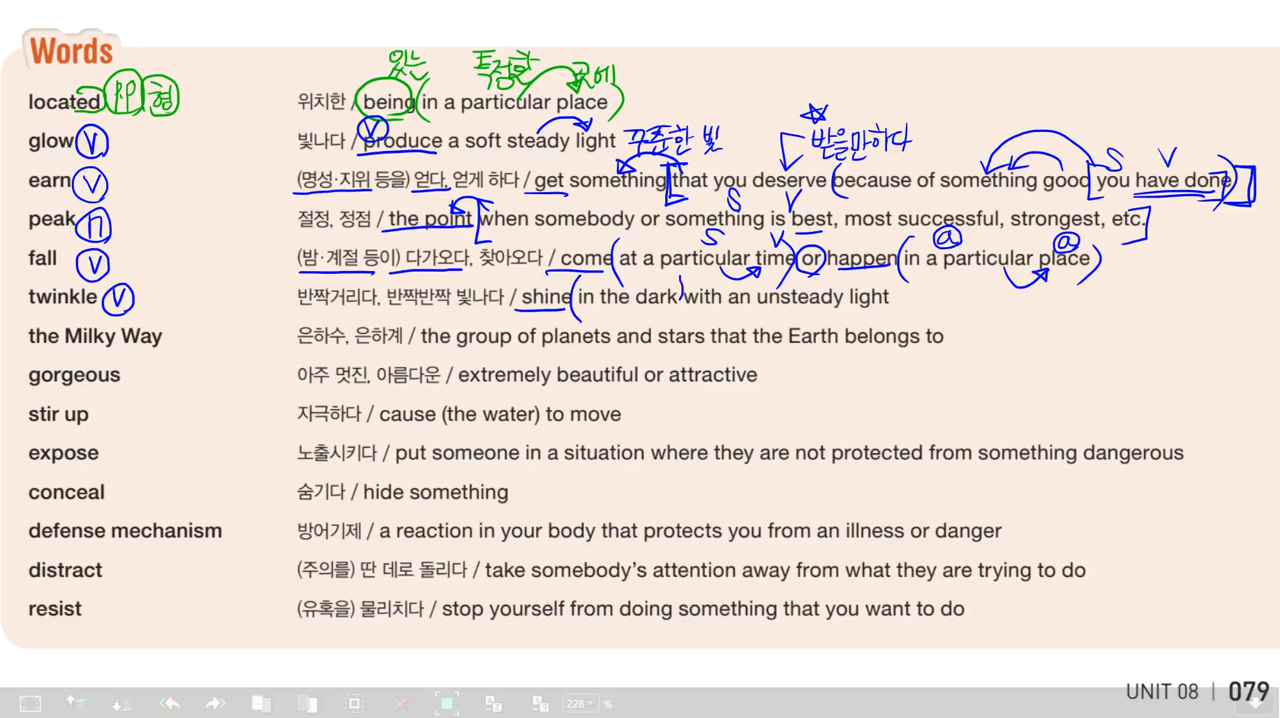 Words
있는 특정한 곳에
located pp 형 위치한 / being in a particular place
glow v 빛나다 / produce a soft steady light 꾸준한 빛 v ☆ 받을만하다
earn v (명성·지위 등을) 얻다, 얻게 하다 / get something that you deserve because of something good you have done S V
peak n 절정, 정점 / the point when somebody or something is best, most successful, strongest, etc. S V
fall v (밤·계절 등이) 다가오다, 찾아오다 / come at a particular time or happen in a particular place S V ⓐ ⓐ
twinkle v 반짝거리다, 반짝반짝 빛나다 / shine in the dark with an unsteady light
the Milky Way 은하수, 은하계 / the group of planets and stars that the Earth belongs to
gorgeous 아주 멋진, 아름다운 / extremely beautiful or attractive
stir up 자극하다 / cause (the water) to move
expose 노출시키다 / put someone in a situation where they are not protected from something dangerous
conceal 숨기다 / hide something
defense mechanism 방어기제 / a reaction in your body that protects you from an illness or danger
distract (주의를) 딴 데로 돌리다 / take somebody's attention away from what they are trying to do
resist (유혹을) 물리치다 / stop yourself from doing something that you want to do
UNIT 08 | 079
228 %